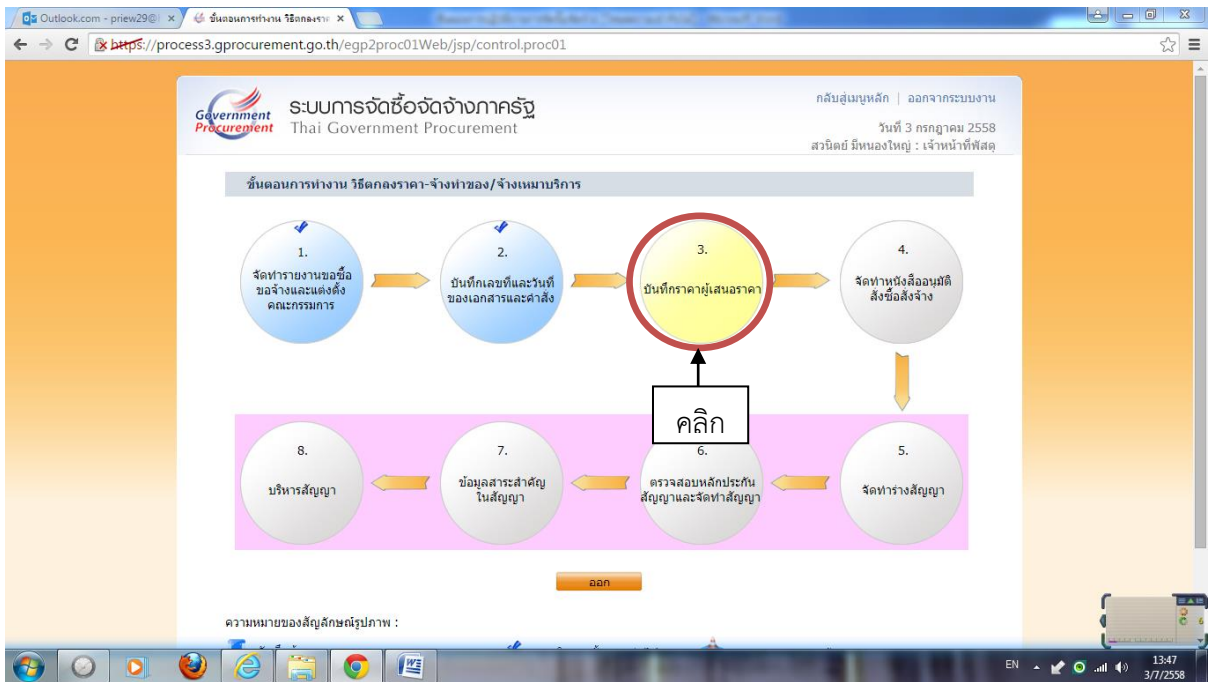 Outlook.com - priew29@
ขั้นตอนการทำงาน วิธีตกลงรา
https://process3.gprocurement.go.th/egp2proc01Web/jsp/control.proc01
Government
Procurement
ระบบการจัดซื้อจัดจ้างภาครัฐ
Thai Government Procurement
กลับสู่เมนูหลัก | ออกจากระบบงาน
วันที่ 3 กรกฎาคม 2558
สวนิตย์ มีหนองใหญ่ : เจ้าหน้าที่พัสดุ
ขั้นตอนการทำงาน วิธีตกลงราคา-จ้างทำของ/จ้างเหมาบริการ
1.
จัดทำรายงานขอซื้อ
ขอจ้างและแต่งตั้ง
คณะกรรมการ
2.
บันทึกเลขที่และวันที่
ของเอกสารและคำสั่ง
3.
บันทึกราคาผู้เสนอราคา
4.
จัดทำหนังสืออนุมัติ
สั่งซื้อสั่งจ้าง
คลิก
8.
บริหารสัญญา
7.
ข้อมูลสาระสำคัญ
ในสัญญา
6.
ตรวจสอบหลักประกัน
สัญญาและจัดทำสัญญา
5.
จัดทำร่างสัญญา
ออก
ความหมายของสัญลักษณ์รูปภาพ :
EN
13:47
3/7/2558